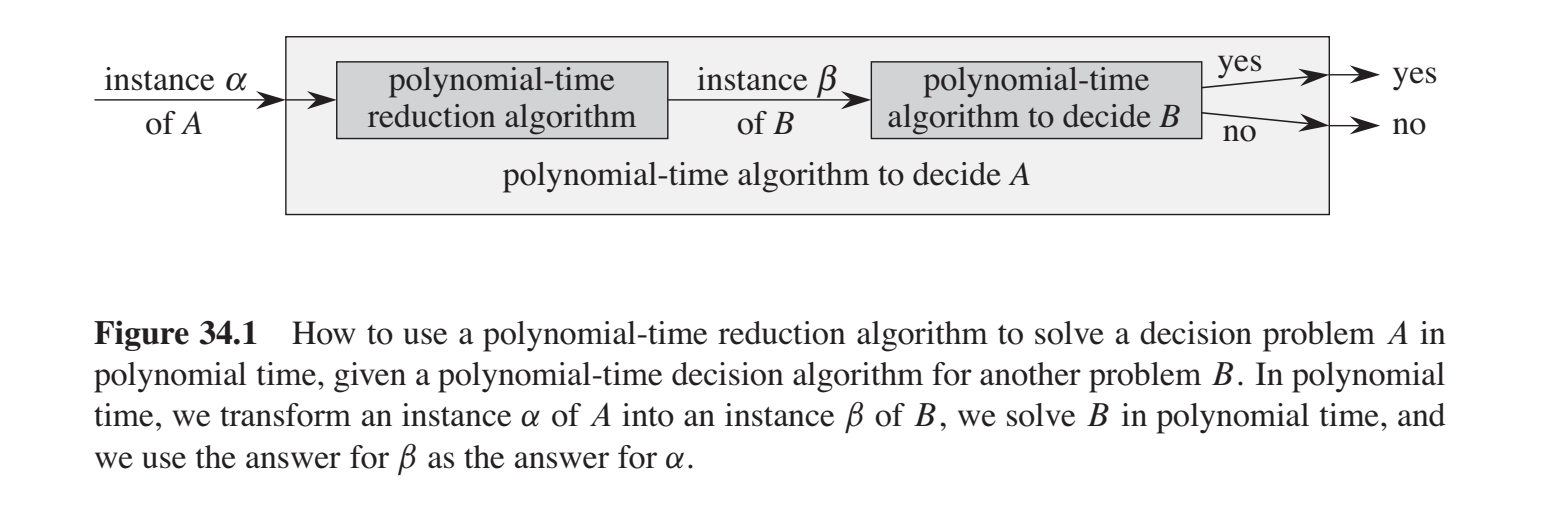 instance α
of A
polynomial-time
reduction algorithm
instance β
of B
polynomial-time
algorithm to decide B
yes
no
yes
no
polynomial-time algorithm to decide A
Figure 34.1 How to use a polynomial-time reduction algorithm to solve a decision problem A in
polynomial time, given a polynomial-time decision algorithm for another problem B. In polynomial
time, we transform an instance α of A into an instance β of B, we solve B in polynomial time, and
we use the answer for β as the answer for α.